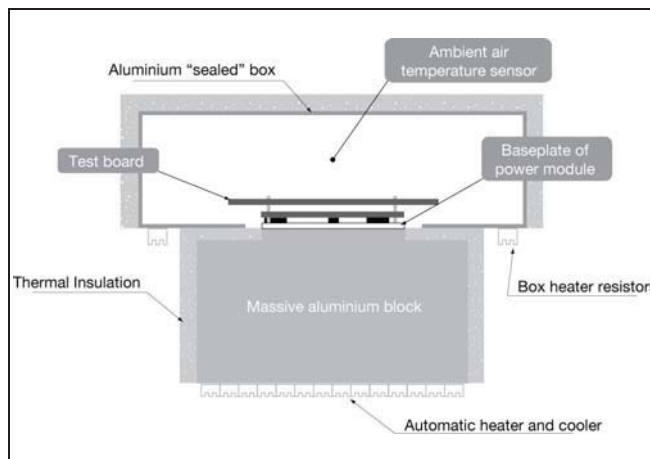 Ambient air
temperature sensor
Aluminium “sealed” box
Test board
Baseplate of
power module
Thermal Insulation
Box heater resistors
Massive aluminium block
Automatic heater and cooler